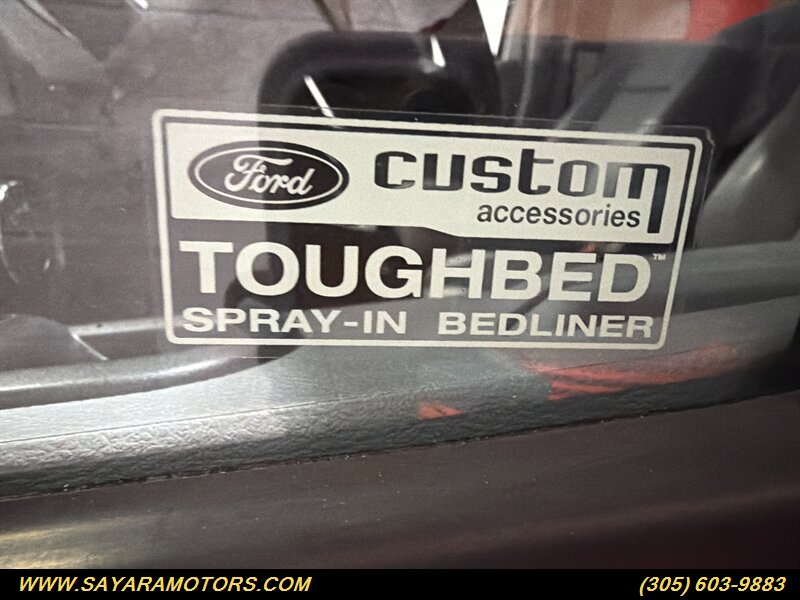 Ford custom
accessories
TOUGHBED™
SPRAY-IN BEDLINER
WWW.SAYARAMOTORS.COM (305) 603-9883